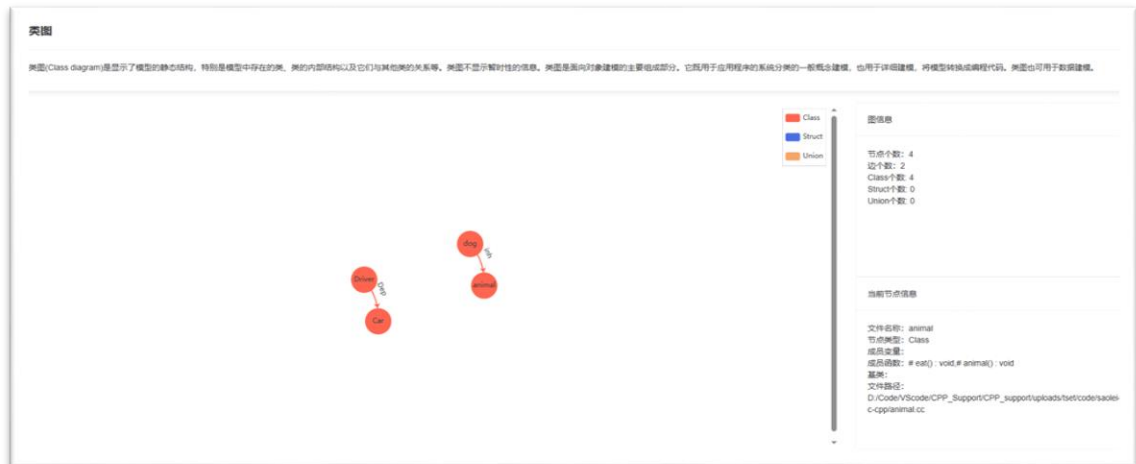 类图
类图(Class diagram)是显示了模型的静态结构，特别是模型中存在的类、类的内部结构以及它们与其他类的关系等。类图不显示暂时性的信息。类图是面向对象建模的主要组成部分。它既用于应用程序的系统分类的一般概念建模，也用于详细建模，将模型转换成编程代码。类图也可用于数据建模。
Class
Struct
Union
dog
inh
animal
Driver
Dep
Car
图信息
节点个数：4
边个数：2
Class个数: 4
Struct个数: 0
Union个数: 0
当前节点信息
文件名称：animal
节点类型：Class
成员变量：
成员函数：# eat() : void,# animal() : void
基类：
文件路径：
D:/Code/VScode/CPP_Support/CPP_support/uploads/tset/code/saolei-
c-cpp/animal.cc